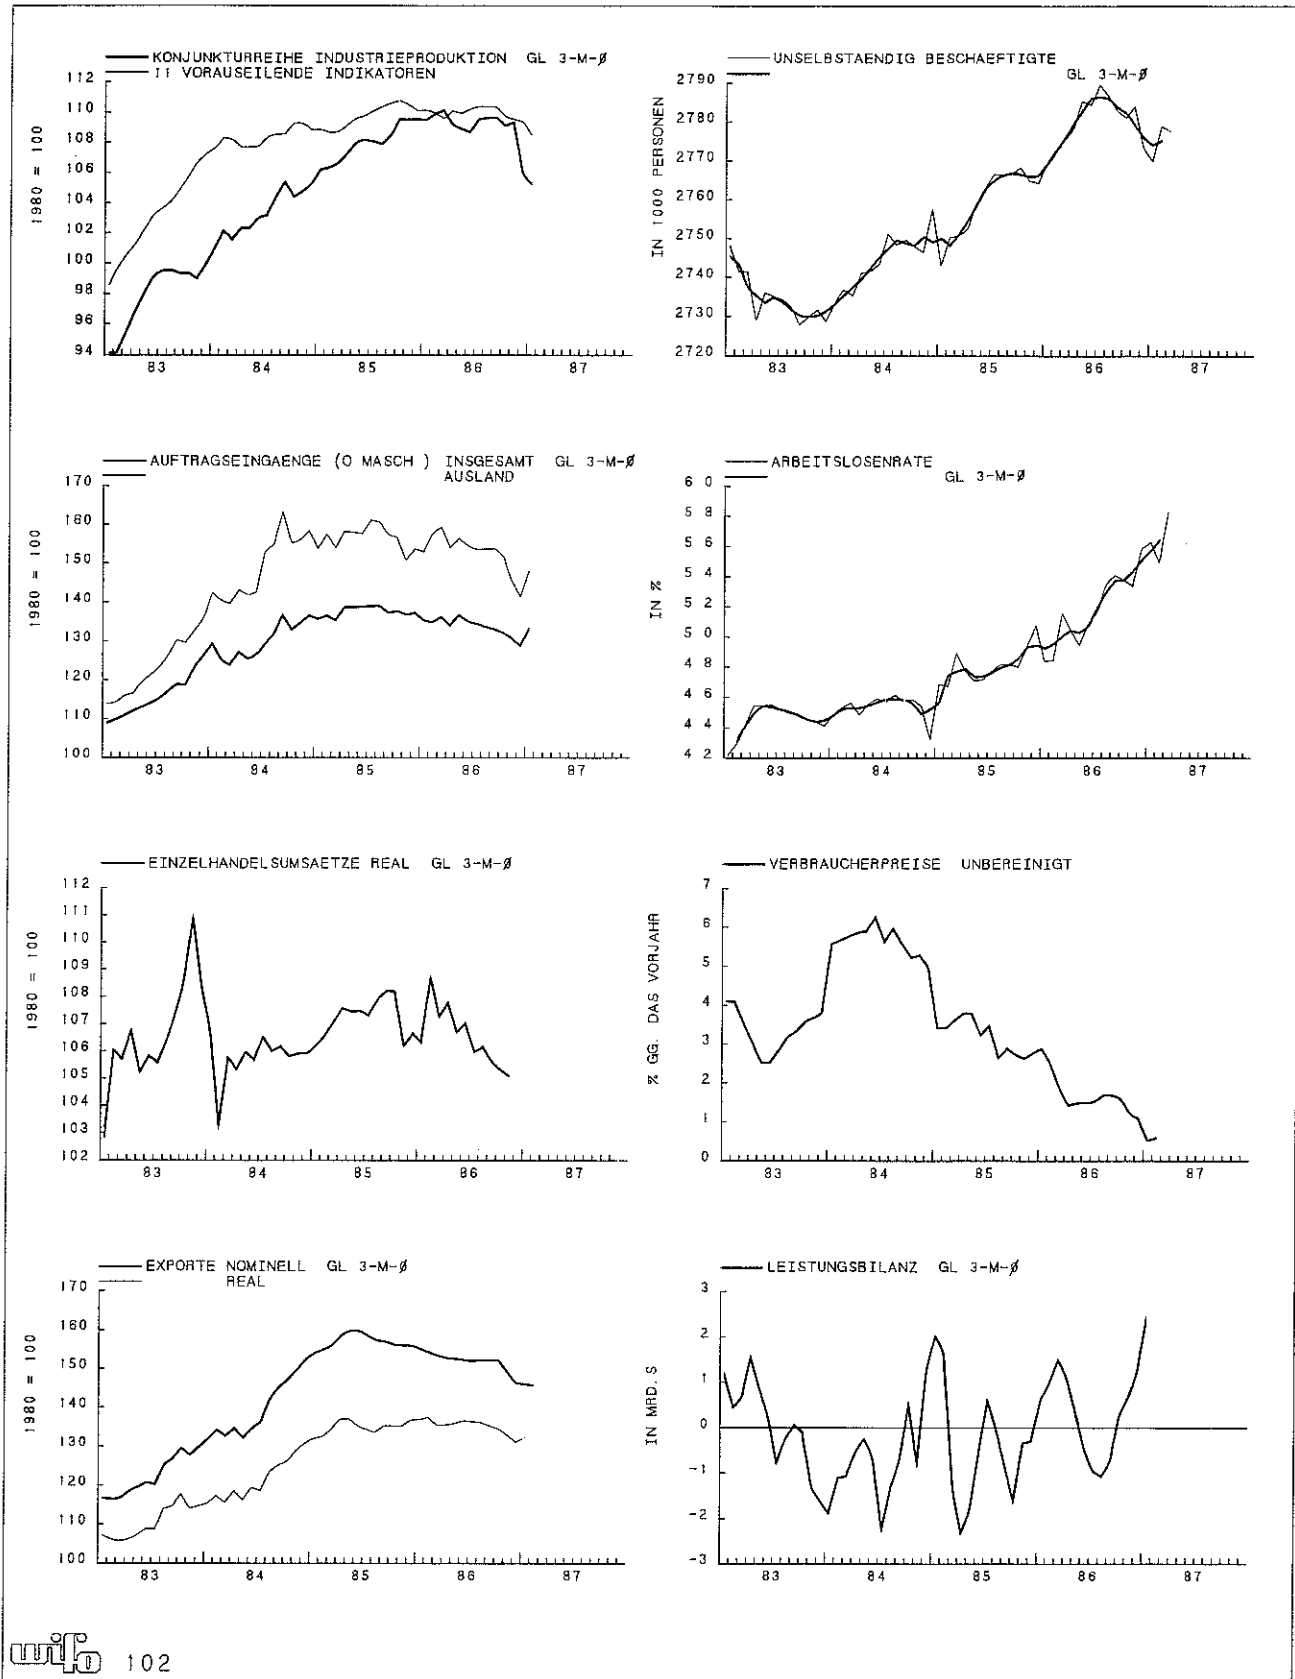 KONJUNKTURREIHE INDUSTRIEPRODUKTION GL 3-M-Ø
11 VORAUSEILENDE INDIKATOREN
1980 = 100
112
110
108
106
104
102
100
98
96
94
83 84 85 86 87
UNSELBSTAENDIG BESCHAEFTIGTE
GL 3-M-Ø
IN 1000 PERSONEN
2790
2780
2770
2760
2750
2740
2730
2720
83 84 85 86 87
AUFTRAGSEINGAENGE (O MASCH ) INSGESAMT GL 3-M-Ø
AUSLAND
1980 = 100
170
160
150
140
130
120
110
100
83 84 85 86 87
ARBEITSLOSENRATE
GL 3-M-Ø
IN %
6 0
5 8
5 6
5 4
5 2
5 0
4 8
4 6
4 4
4 2
83 84 85 86 87
EINZELHANDELSUMSAETZE REAL GL 3-M-Ø
1980 = 100
112
111
110
109
108
107
106
105
104
103
102
83 84 85 86 87
VERBRAUCHERPREISE UNBEREINIGT
% GG. DAS VORJAHR
7
6
5
4
3
2
1
0
83 84 85 86 87
EXPORTE NOMINELL GL 3-M-Ø
REAL
1980 = 100
170
160
150
140
130
120
110
100
83 84 85 86 87
LEISTUNGSBILANZ GL 3-M-Ø
IN MRD.S
3
2
1
0
-1
-2
-3
83 84 85 86 87
wifo 102